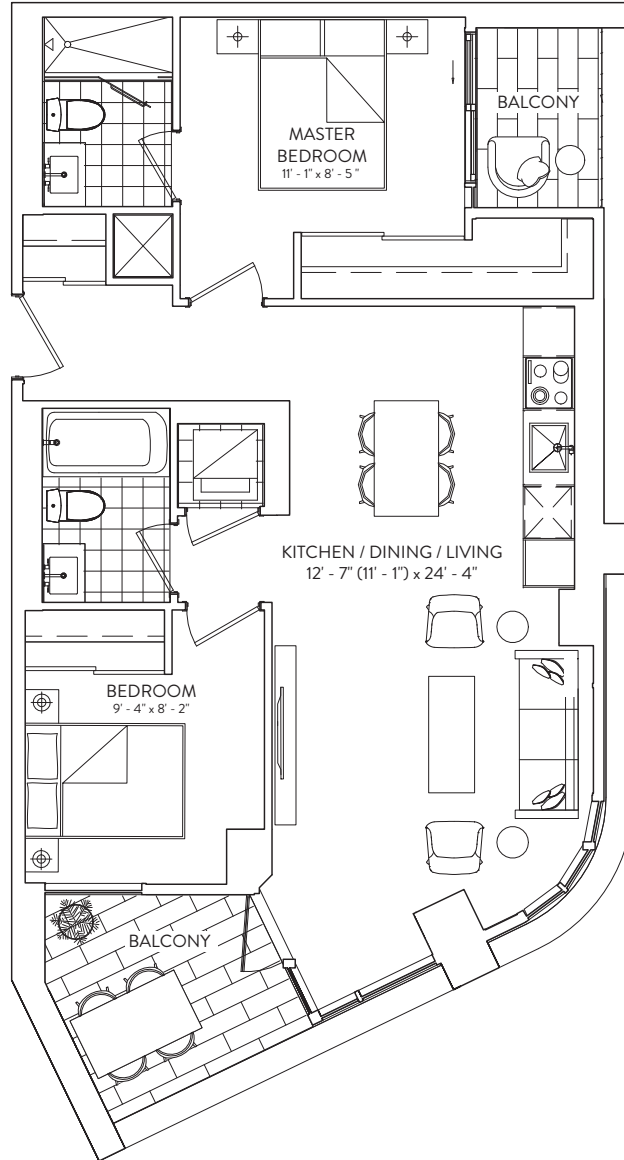 BALCONY
MASTER
BEDROOM
11' - 1" x 8' - 5 "
KITCHEN / DINING / LIVING
12' - 7" (11' - 1") x 24' - 4"
BEDROOM
9' - 4" x 8' - 2"
BALCONY